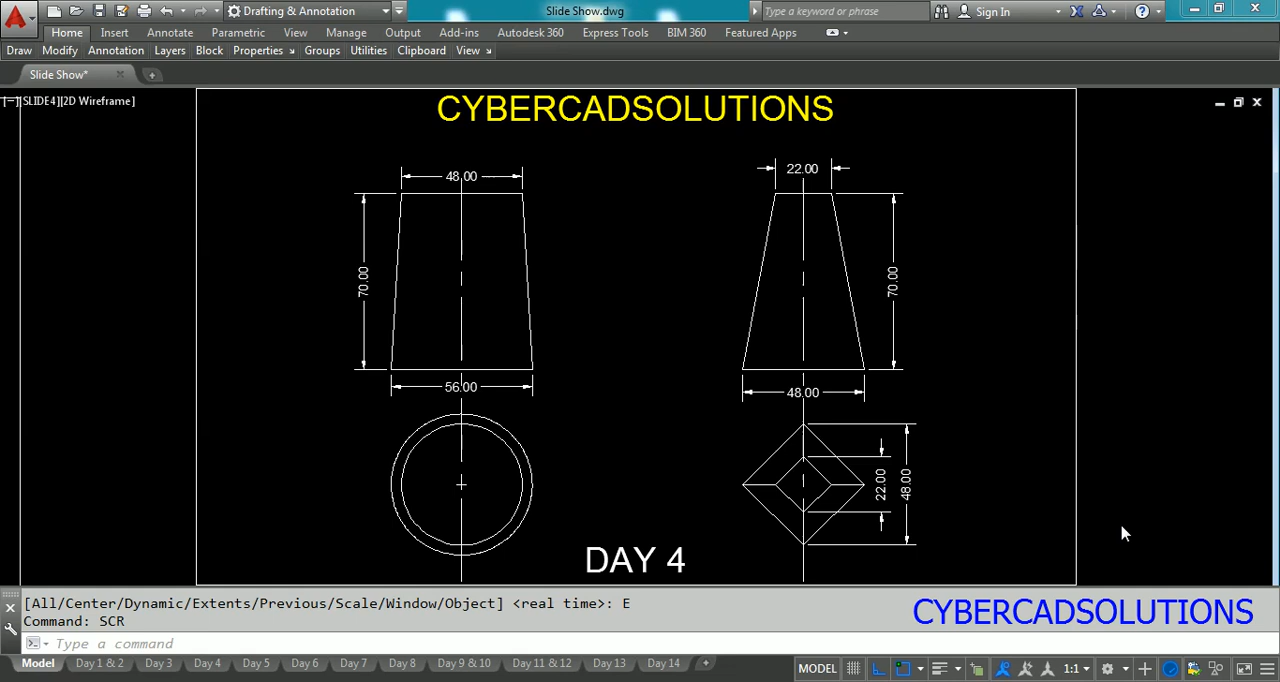 Drafting & Annotation
Slide Show.dwg
Type a keyword or phrase
Sign In
Home Insert Annotate Parametric View Manage Output Add-ins Autodesk 360 Express Tools BIM 360 Featured Apps
Draw Modify Annotation Layers Block Properties Groups Utilities Clipboard View
Slide Show*
[−][SLIDE4][2D Wireframe]
CYBERCADSOLUTIONS
48.00
22.00
70.00
70.00
56.00
48.00
22.00
48.00
DAY 4
[All/Center/Dynamic/Extents/Previous/Scale/Window/Object] <real time>: E
Command: SCR
CYBERCADSOLUTIONS
Type a command
Model Day 1 & 2 Day 3 Day 4 Day 5 Day 6 Day 7 Day 8 Day 9 & 10 Day 11 & 12 Day 13 Day 14
MODEL
1:1